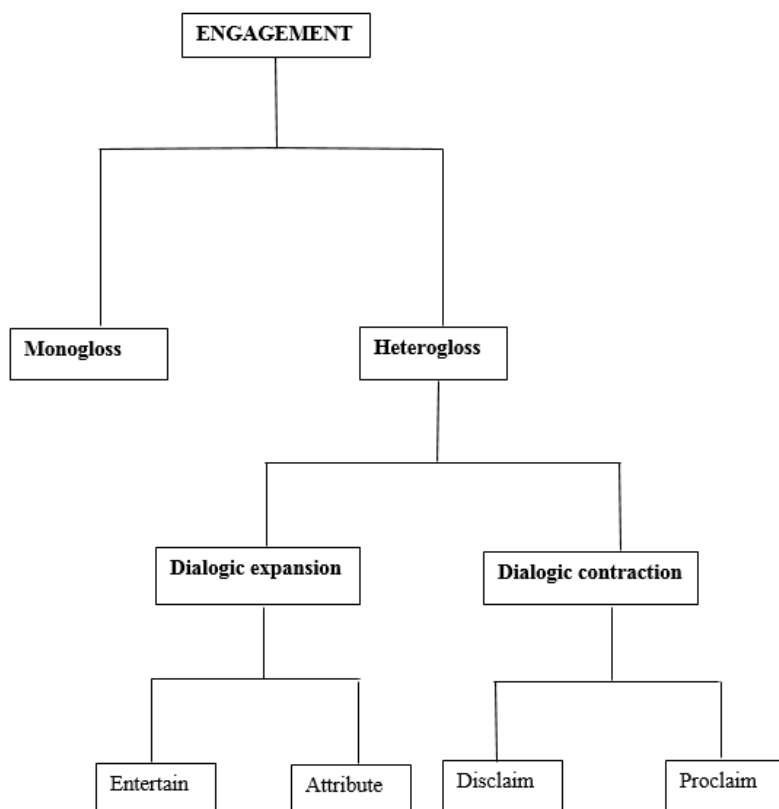 ENGAGEMENT
Monogloss
Heterogloss
Dialogic expansion
Dialogic contraction
Entertain
Attribute
Disclaim
Proclaim